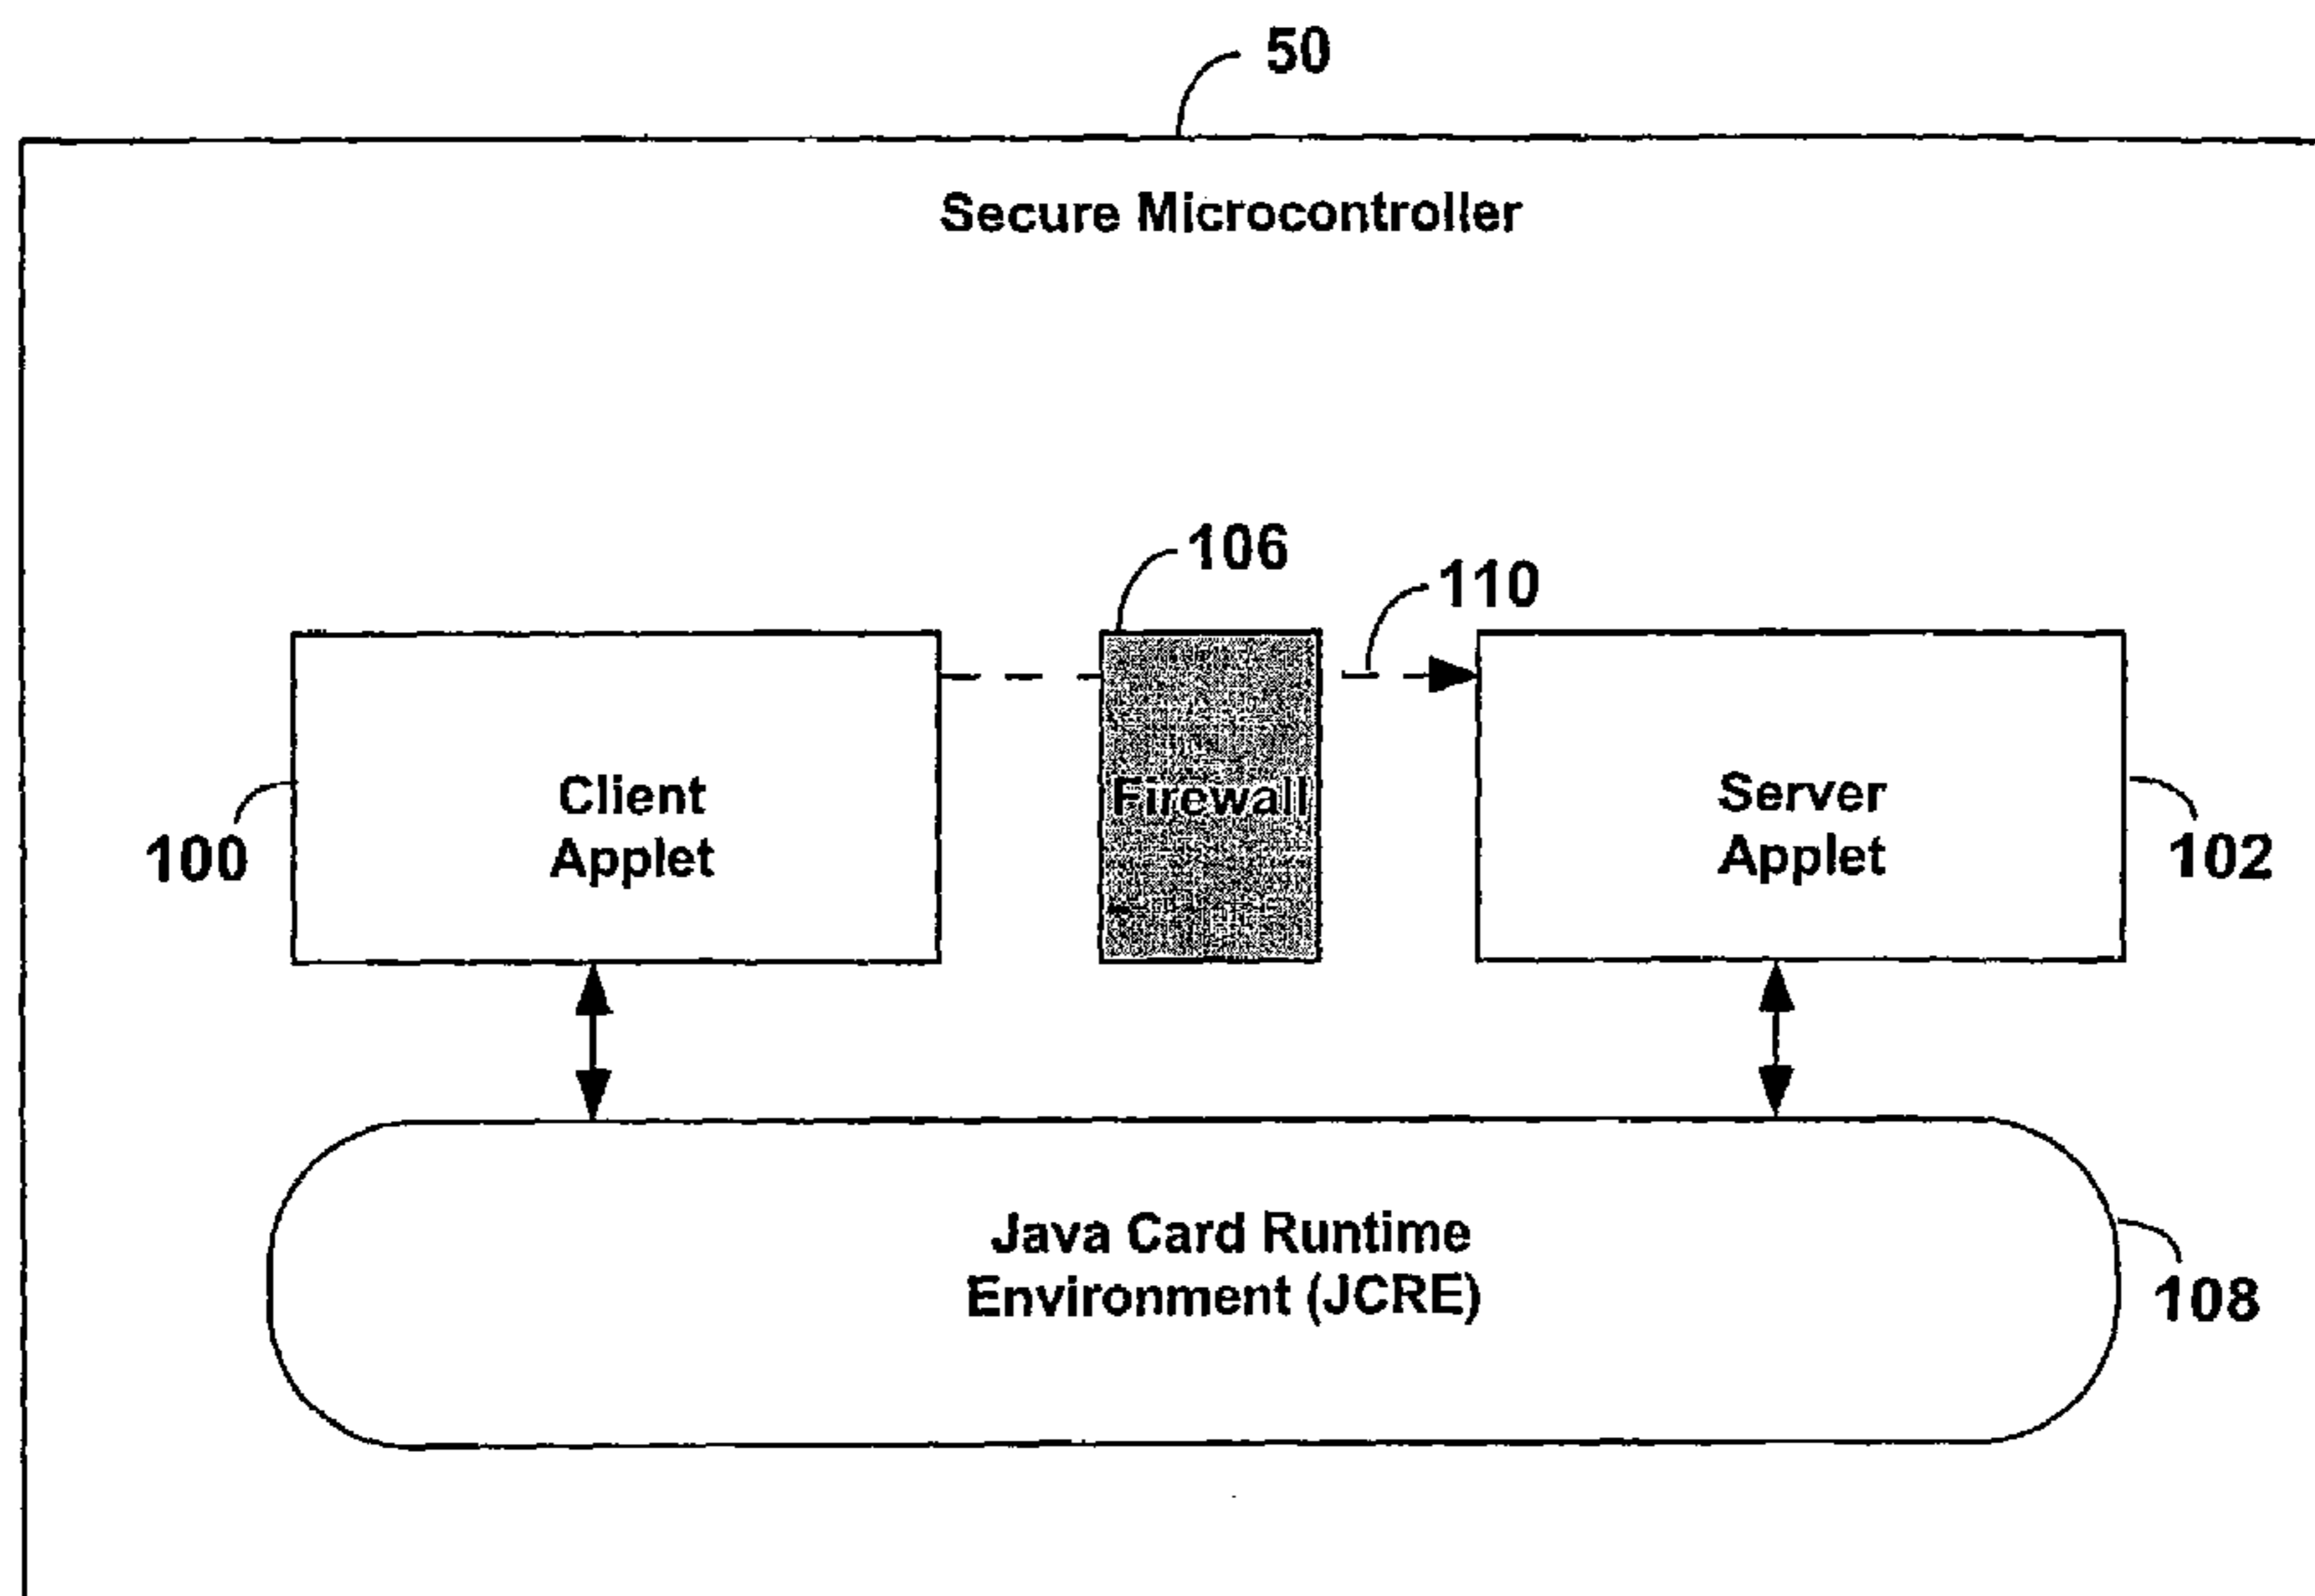 50
Secure Microcontroller
106
110
Client
Applet
100
Firewall
Server
Applet
102
Java Card Runtime
Environment (JCRE)
108